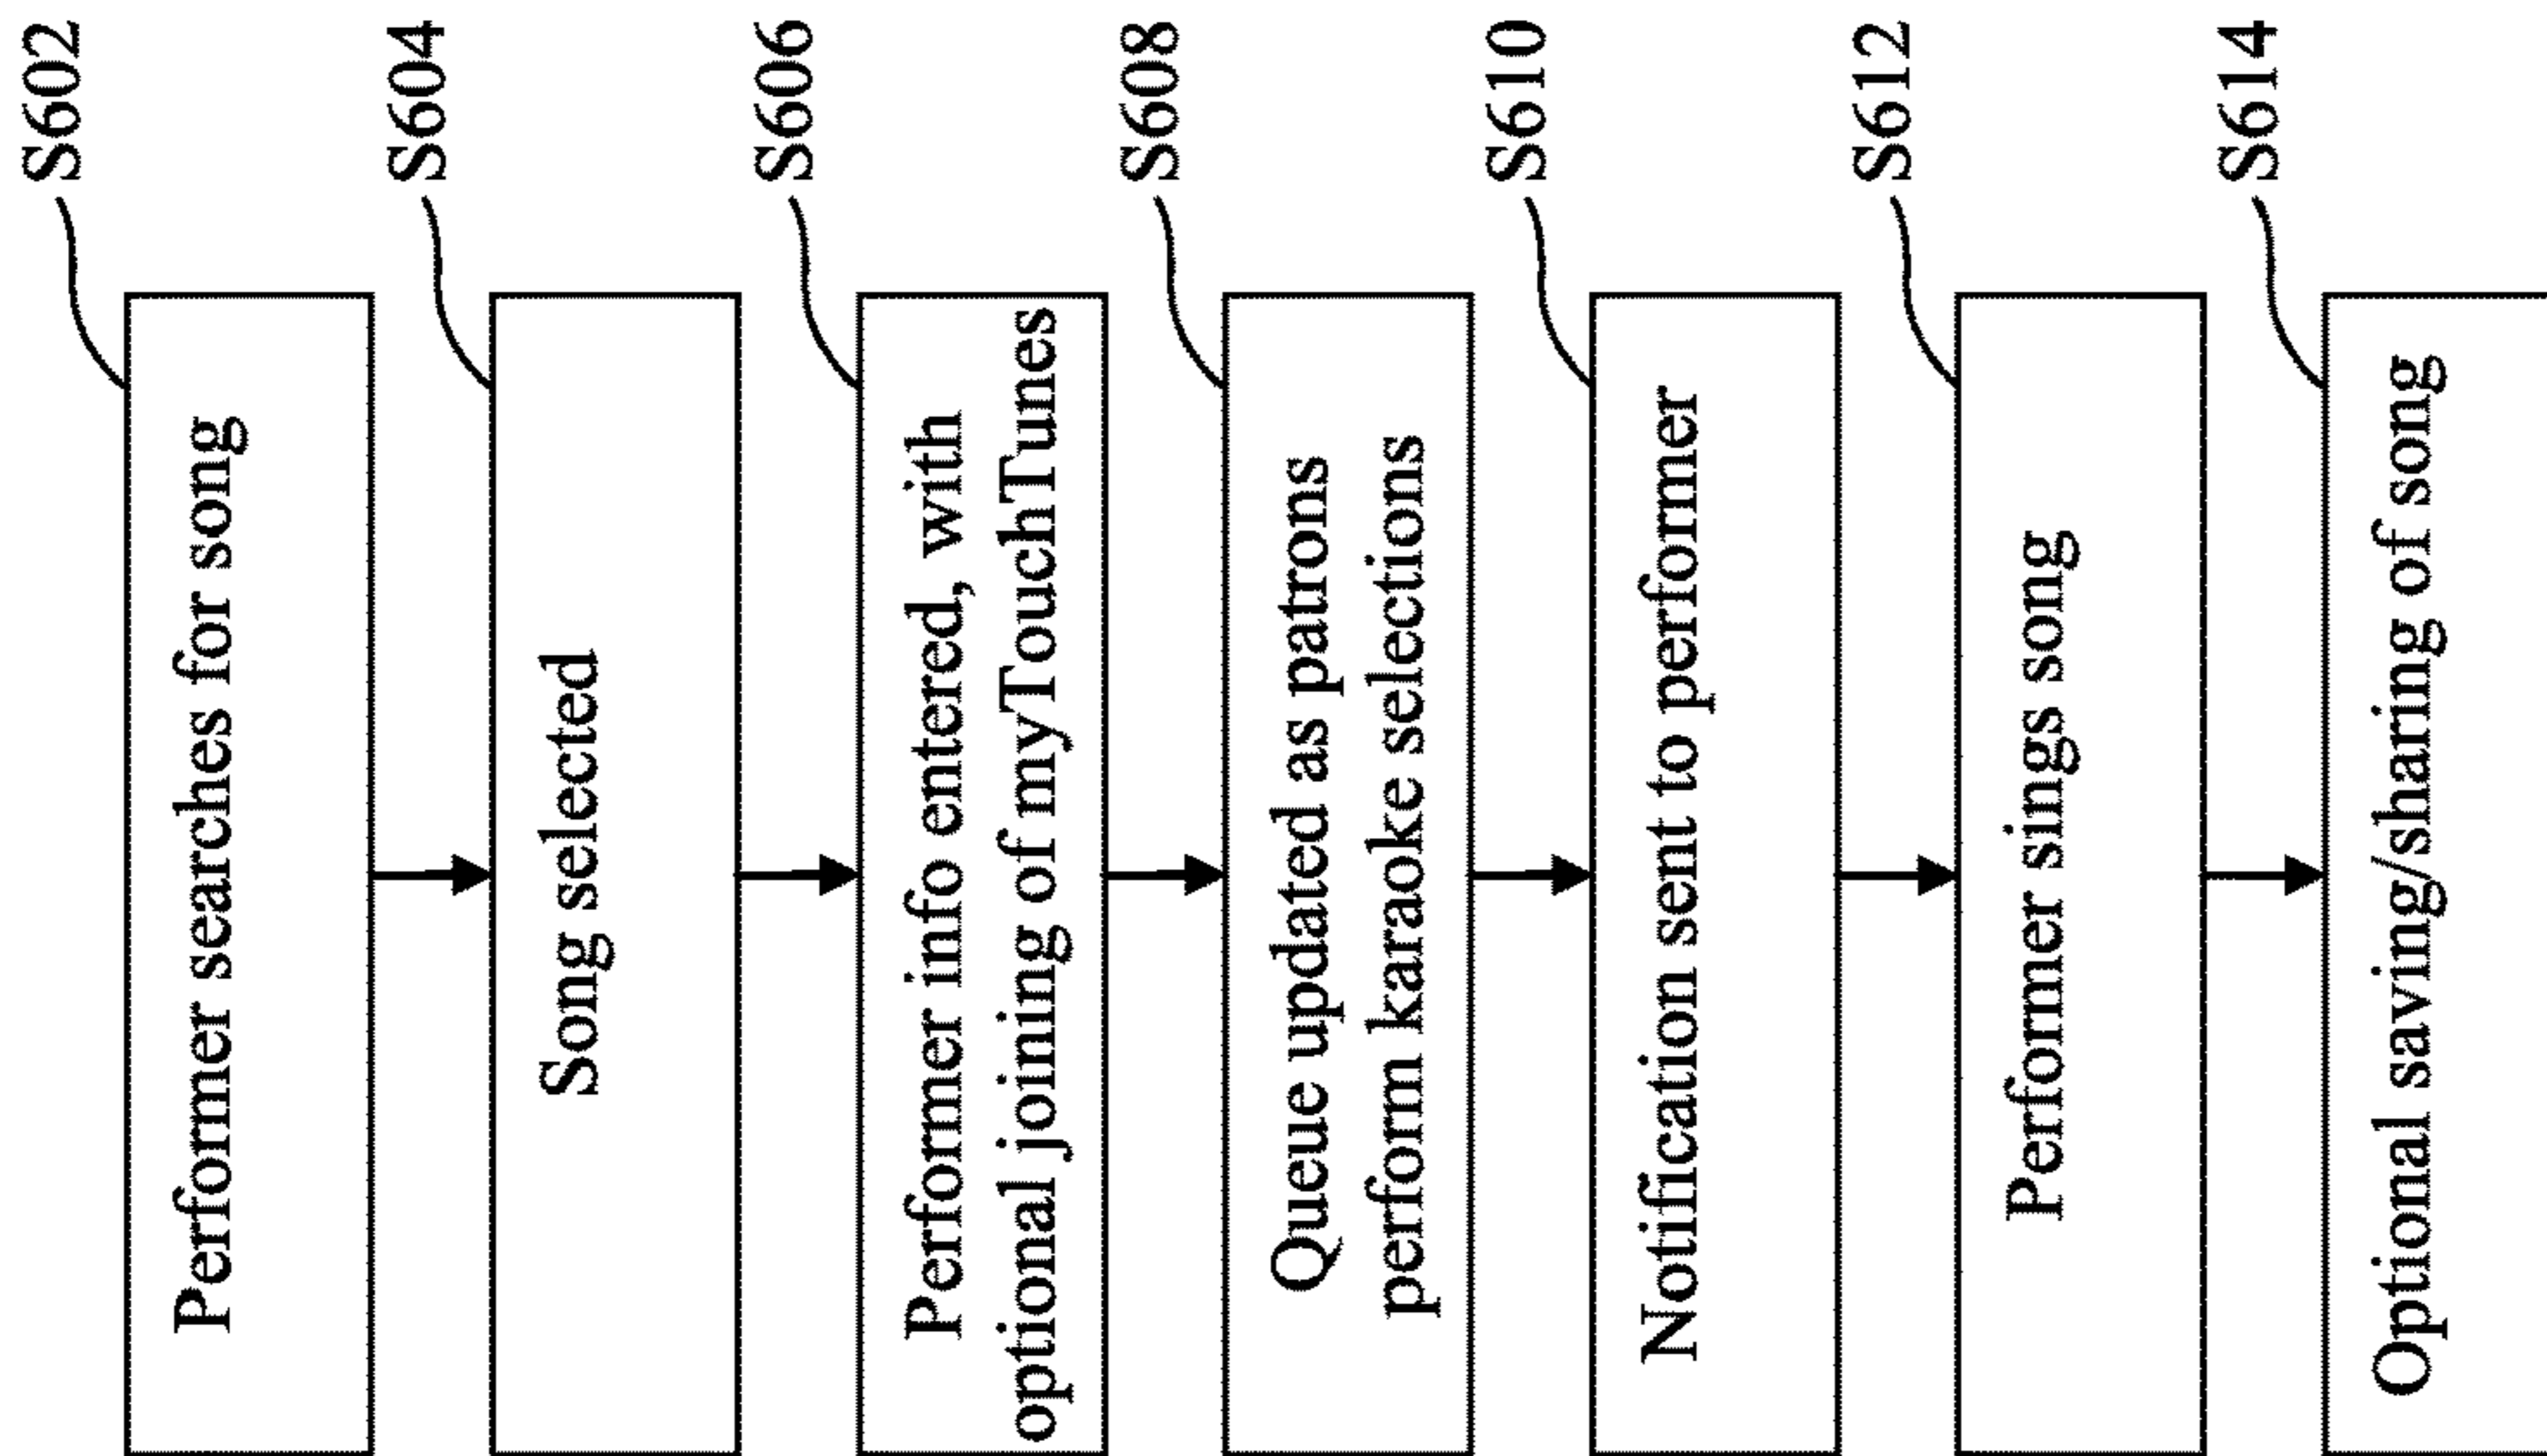 S602
Performer searches for song
S604
Song selected
S606
Performer info entered, with
optional joining of myTouchTunes
S608
Queue updated as patrons
perform karaoke selections
S610
Notification sent to performer
S612
Performer sings song
S614
Optional saving/sharing of song